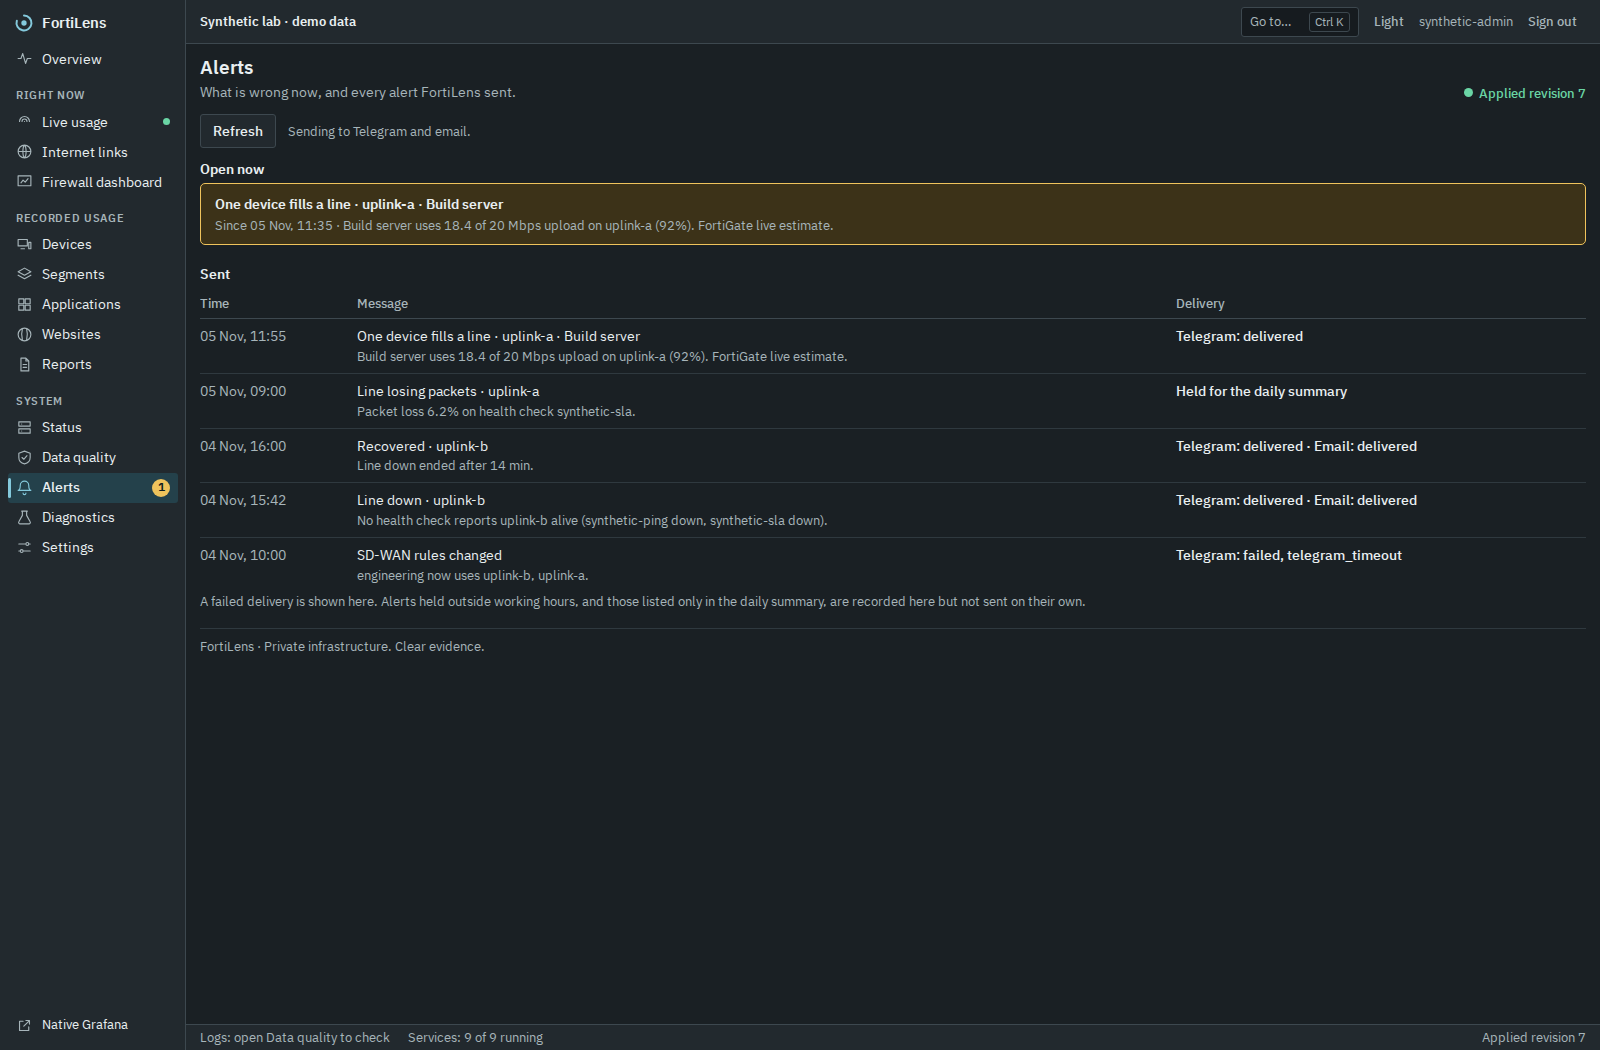 FortiLens
Overview
RIGHT NOW
Live usage
Internet links
Firewall dashboard
RECORDED USAGE
Devices
Segments
Applications
Websites
Reports
SYSTEM
Status
Data quality
Alerts 1
Diagnostics
Settings
Native Grafana
Synthetic lab · demo data
Go to... Ctrl K Light synthetic-admin Sign out
Alerts
What is wrong now, and every alert FortiLens sent.
Applied revision 7
Refresh Sending to Telegram and email.
Open now
One device fills a line · uplink-a · Build server
Since 05 Nov, 11:35 · Build server uses 18.4 of 20 Mbps upload on uplink-a (92%). FortiGate live estimate.
Sent
Time Message Delivery
05 Nov, 11:55 One device fills a line · uplink-a · Build server Telegram: delivered
Build server uses 18.4 of 20 Mbps upload on uplink-a (92%). FortiGate live estimate.
05 Nov, 09:00 Line losing packets · uplink-a Held for the daily summary
Packet loss 6.2% on health check synthetic-sla.
04 Nov, 16:00 Recovered · uplink-b Telegram: delivered · Email: delivered
Line down ended after 14 min.
04 Nov, 15:42 Line down · uplink-b Telegram: delivered · Email: delivered
No health check reports uplink-b alive (synthetic-ping down, synthetic-sla down).
04 Nov, 10:00 SD-WAN rules changed Telegram: failed, telegram_timeout
engineering now uses uplink-b, uplink-a.
A failed delivery is shown here. Alerts held outside working hours, and those listed only in the daily summary, are recorded here but not sent on their own.
FortiLens · Private infrastructure. Clear evidence.
Logs: open Data quality to check Services: 9 of 9 running Applied revision 7